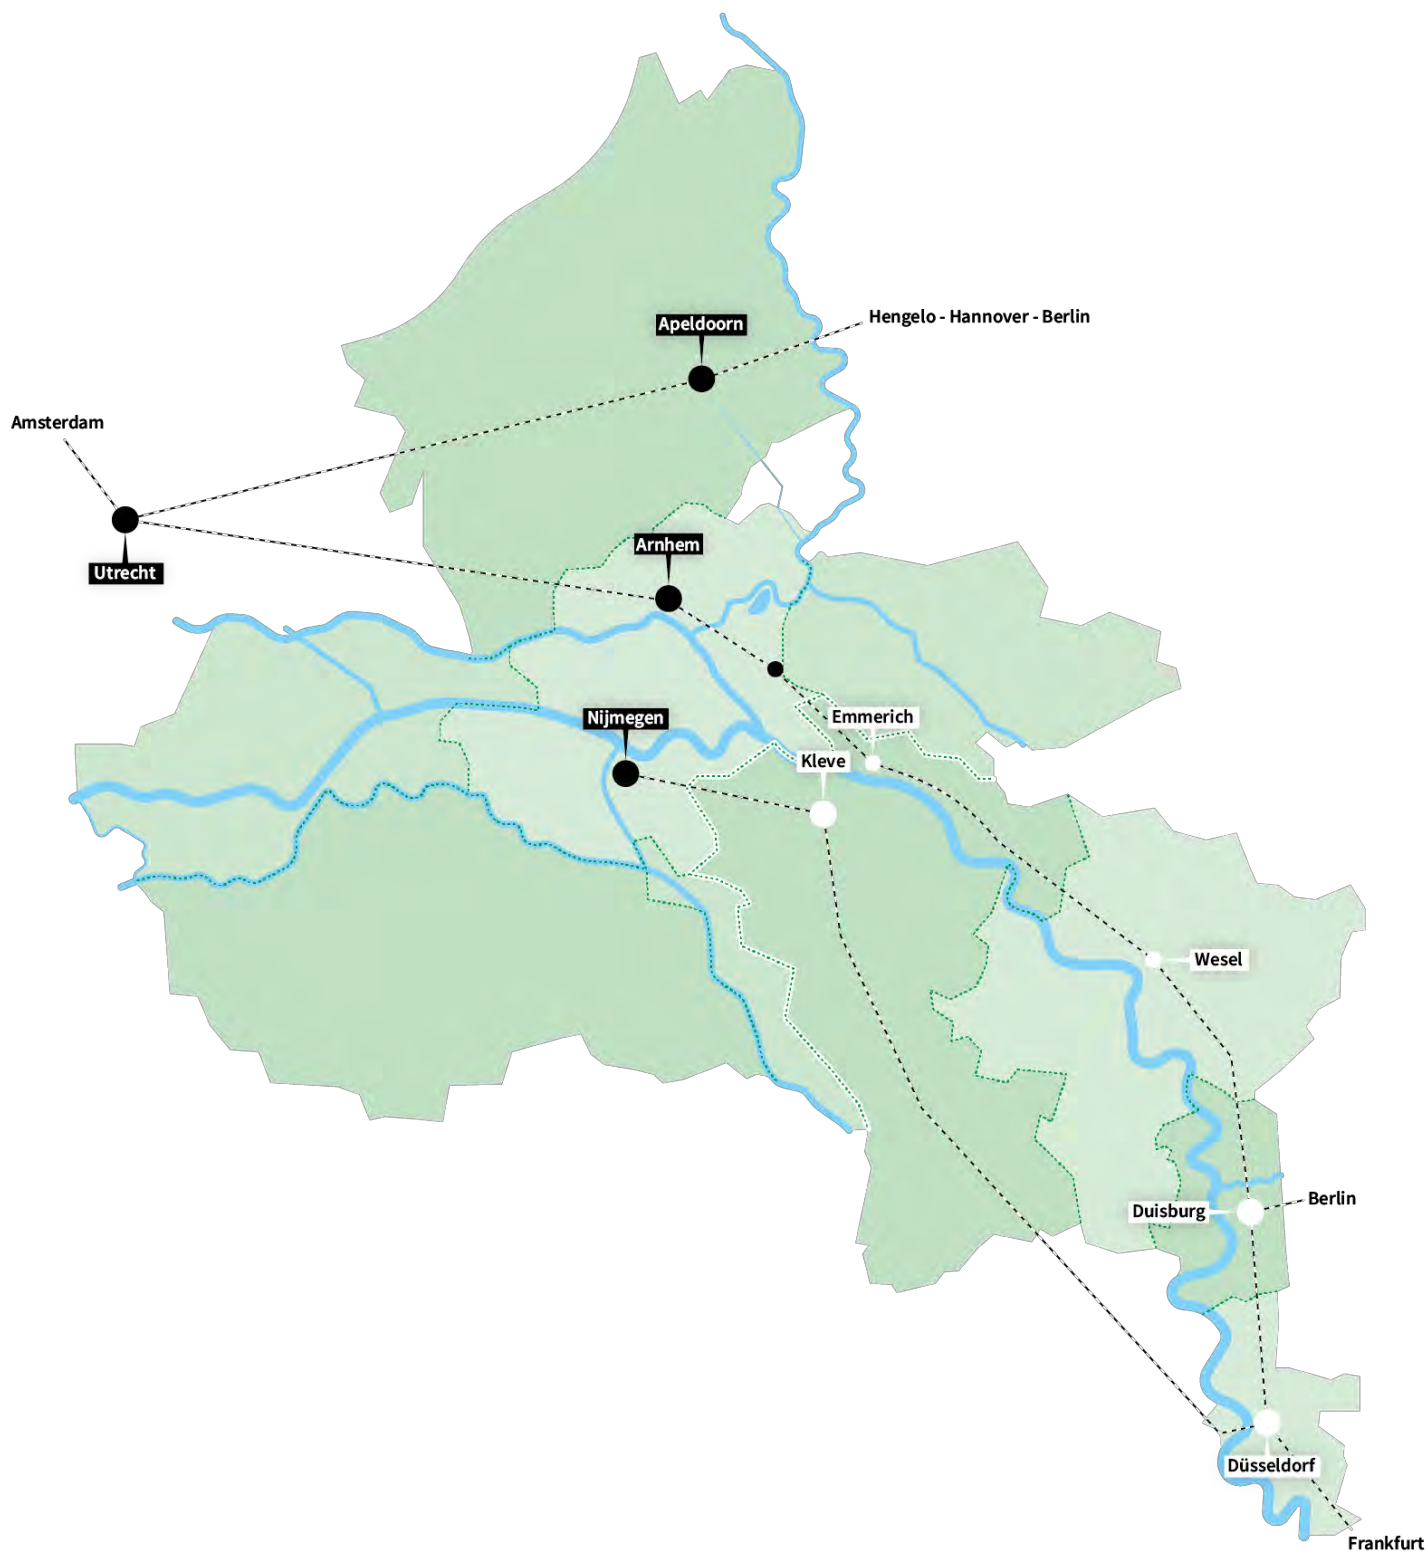 Hengelo - Hannover - Berlin
Apeldoorn
Amsterdam
Arnhem
Utrecht
Emmerich
Nijmegen
Kleve
Wesel
Berlin
Duisburg
Düsseldorf
Frankfurt